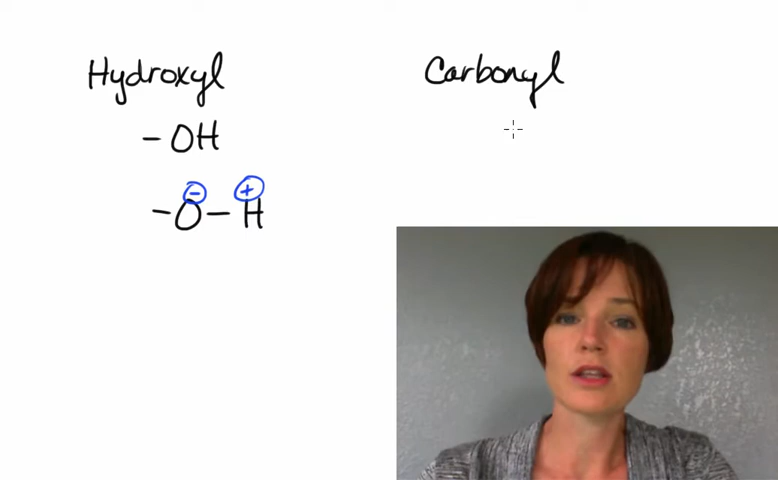 Hydroxyl
Carbonyl
- OH
- O - H
- +